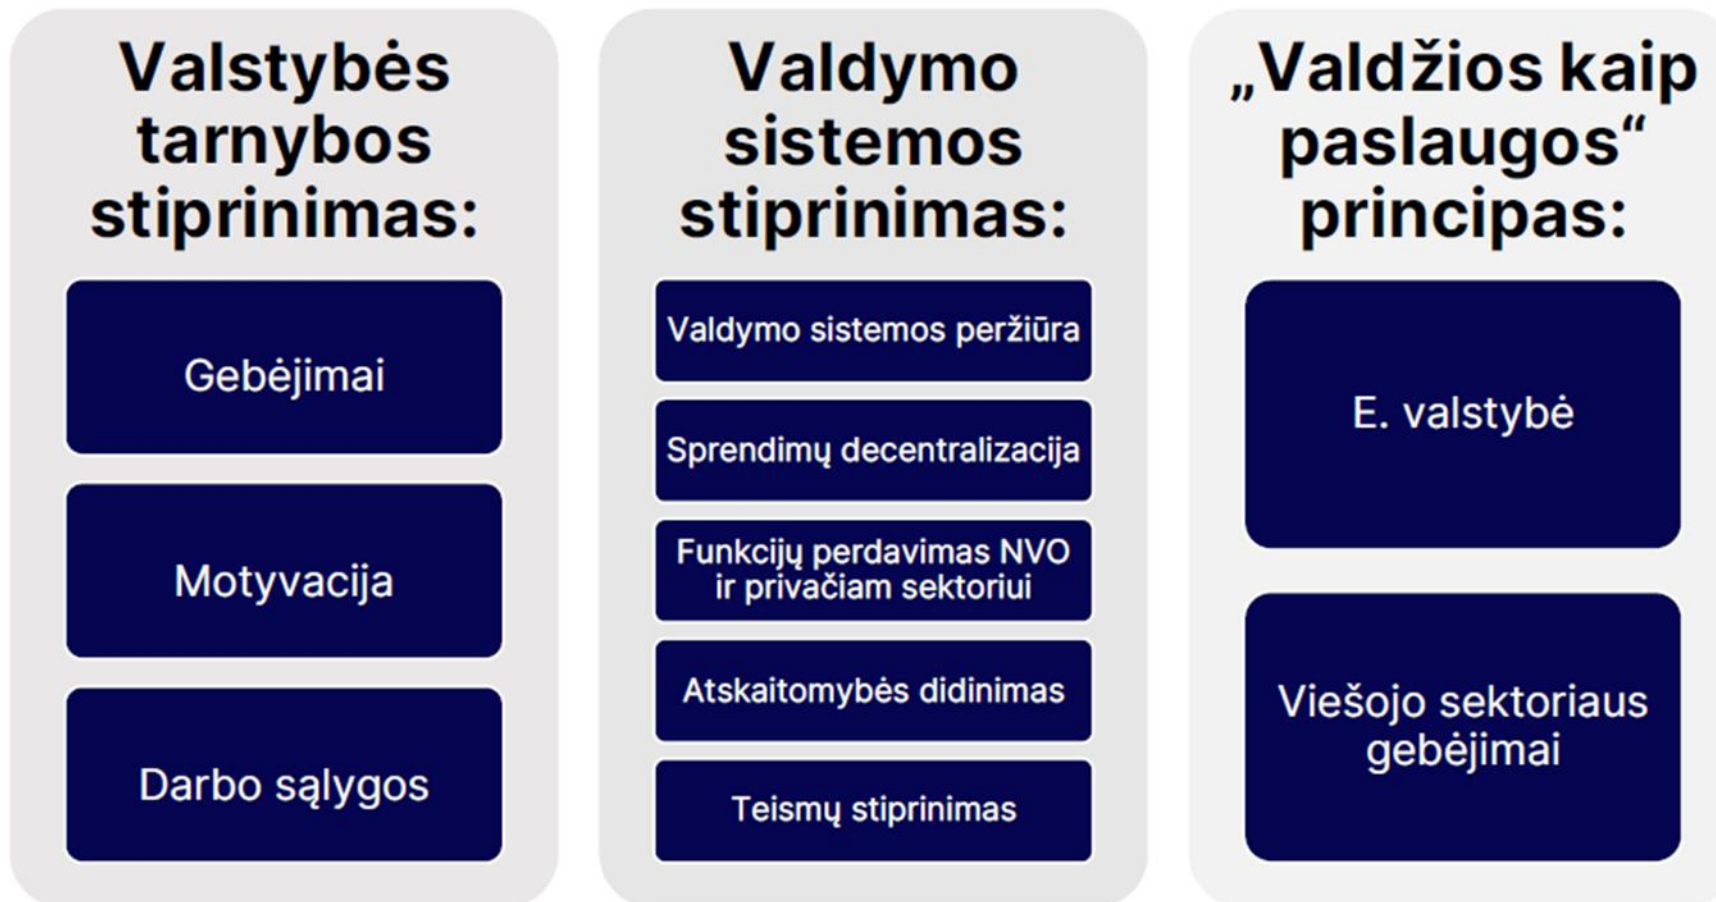 Valstybės
tarnybos
stiprinimas:
Gebėjimai
Motyvacija
Darbo sąlygos
Valdymo
sistemos
stiprinimas:
Valdymo sistemos peržiūra
Sprendimų decentralizacija
Funkcijų perdavimas NVO
ir privačiam sektoriui
Atskaitomybės didinimas
Teismų stiprinimas
„Valdžios kaip
paslaugos“
principas:
E. valstybė
Viešojo sektoriaus
gebėjimai